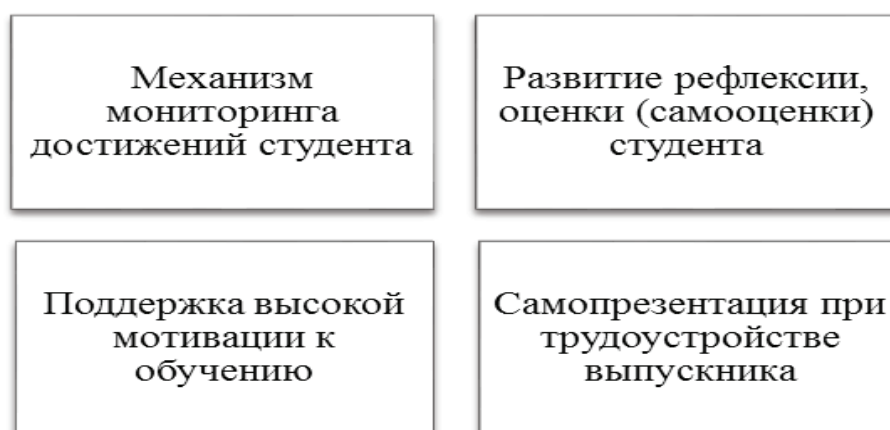 Механизм
мониторинга
достижений студента
Развитие рефлексии,
оценки (самооценки)
студента
Поддержка высокой
мотивации к
обучению
Самопрезентация при
трудоустройстве
выпускника